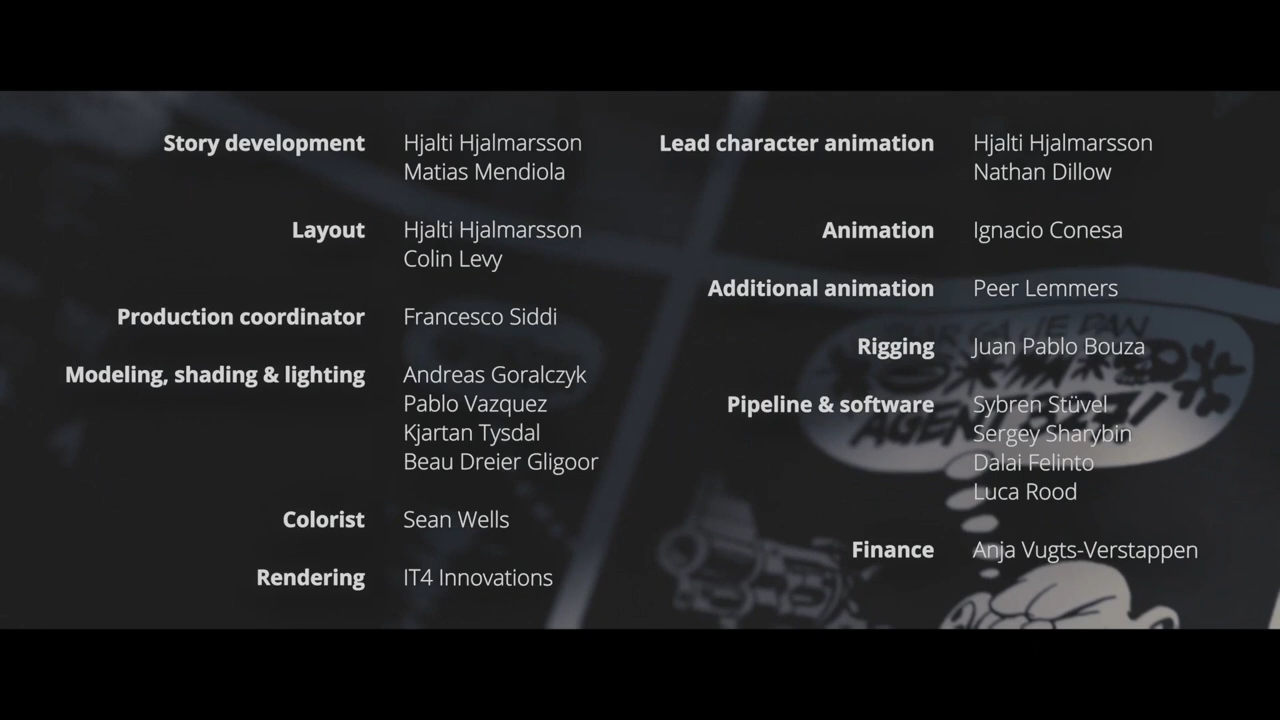 Story development Hjalti Hjalmarsson
Matias Mendiola
Layout Hjalti Hjalmarsson
Colin Levy
Production coordinator Francesco Siddi
Modeling, shading & lighting Andreas Goralczyk
Pablo Vazquez
Kjartan Tysdal
Beau Dreier Gligoor
Colorist Sean Wells
Rendering IT4 Innovations
Lead character animation Hjalti Hjalmarsson
Nathan Dillow
Animation Ignacio Conesa
Additional animation Peer Lemmers
Rigging Juan Pablo Bouza
Pipeline & software Sybren Stüvel
Sergey Sharybin
Dalai Felinto
Luca Rood
Finance Anja Vugts-Verstappen